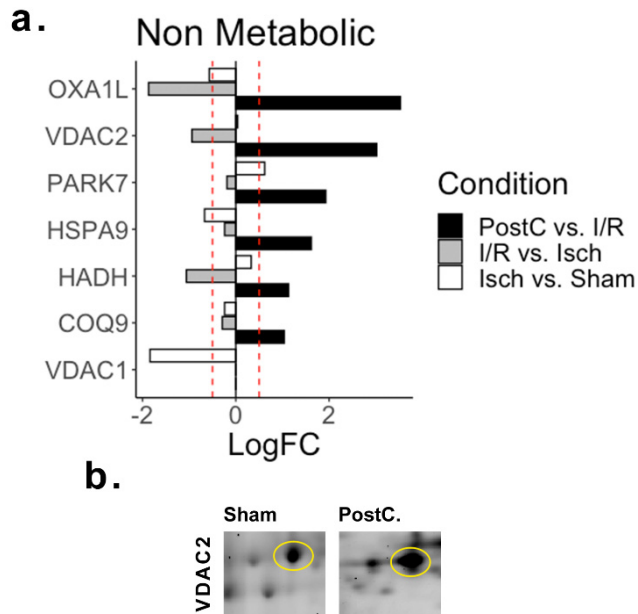 a.
Non Metabolic
OXA1L
VDAC2
PARK7
HSPA9
HADH
COQ9
VDAC1
-2 0 2
LogFC
Condition
PostC vs. I/R
I/R vs. Isch
Isch vs. Sham
b.
Sham PostC.
VDAC2